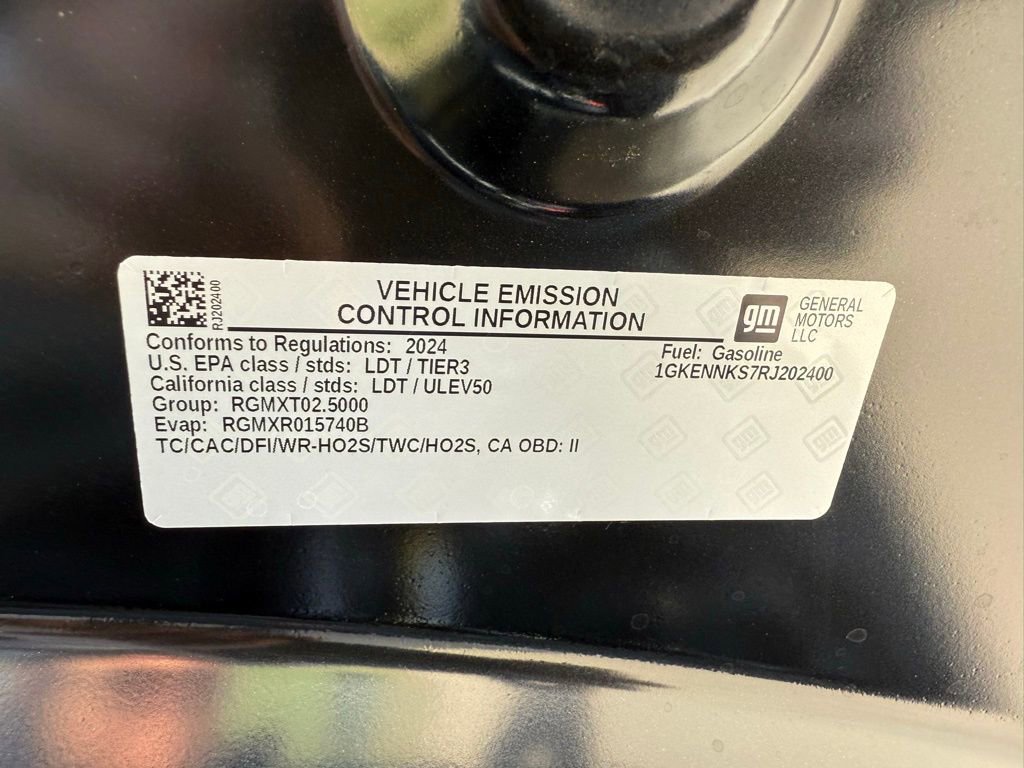 RJ202400
VEHICLE EMISSION
CONTROL INFORMATION
gm
GENERAL
MOTORS
LLC
Conforms to Regulations: 2024
U.S. EPA class / stds: LDT / TIER3
California class / stds: LDT / ULEV50
Group: RGMXT02.5000
Evap: RGMXR015740B
TC/CAC/DFI/WR-HO2S/TWC/HO2S, CA OBD: II
Fuel: Gasoline
1GKENNKS7RJ202400